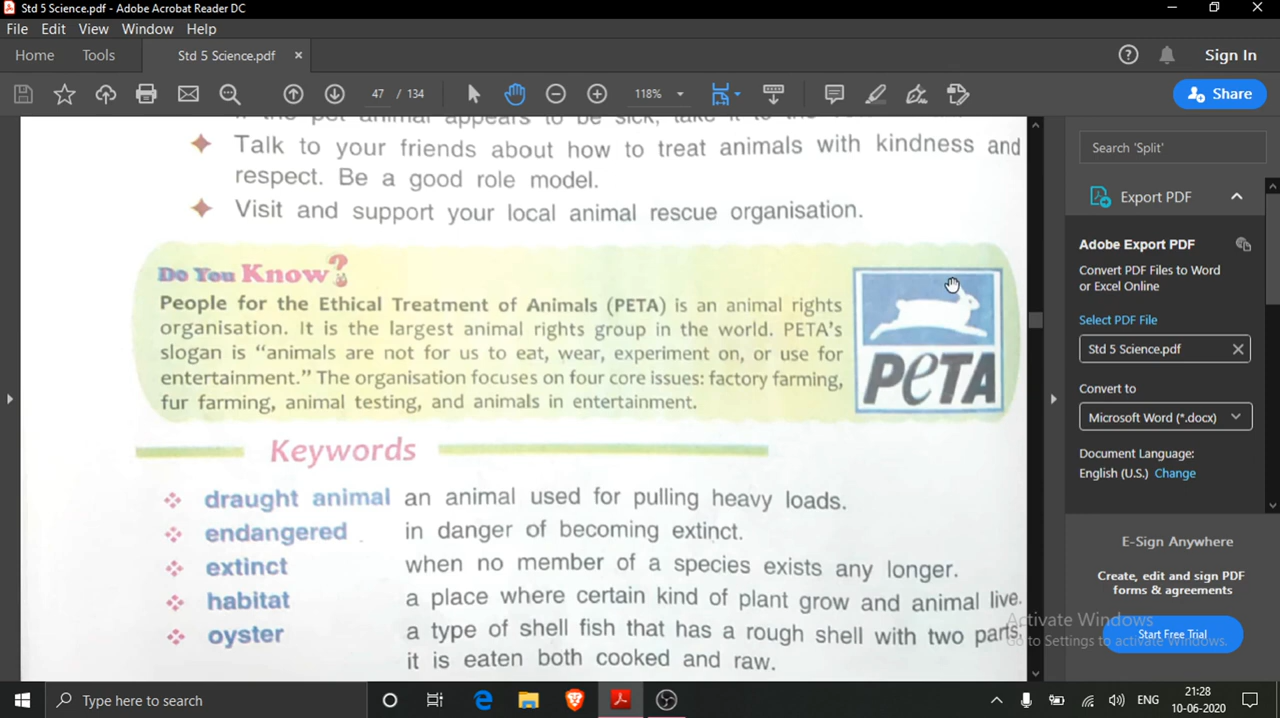 Std 5 Science.pdf - Adobe Acrobat Reader DC
File Edit View Window Help
Home Tools Std 5 Science.pdf × Sign In
47 / 134 118% Share
Talk to your friends about how to treat animals with kindness and
respect. Be a good role model.
Visit and support your local animal rescue organisation.
Do You Know?
People for the Ethical Treatment of Animals (PETA) is an animal rights
organisation. It is the largest animal rights group in the world. PETA's
slogan is "animals are not for us to eat, wear, experiment on, or use for
entertainment." The organisation focuses on four core issues: factory farming,
fur farming, animal testing, and animals in entertainment.
PeTA
Keywords
draught animal an animal used for pulling heavy loads.
endangered in danger of becoming extinct.
extinct when no member of a species exists any longer.
habitat a place where certain kind of plant grow and animal live.
oyster a type of shell fish that has a rough shell with two parts,
it is eaten both cooked and raw.
Search 'Split'
Export PDF
Adobe Export PDF
Convert PDF Files to Word
or Excel Online
Select PDF File
Std 5 Science.pdf
Convert to
Microsoft Word (*.docx)
Document Language:
English (U.S.) Change
E-Sign Anywhere
Create, edit and sign PDF
forms & agreements
Start Free Trial
Activate Windows
Go to Settings to activate Windows.
Type here to search
ENG
21:28
10-06-2020